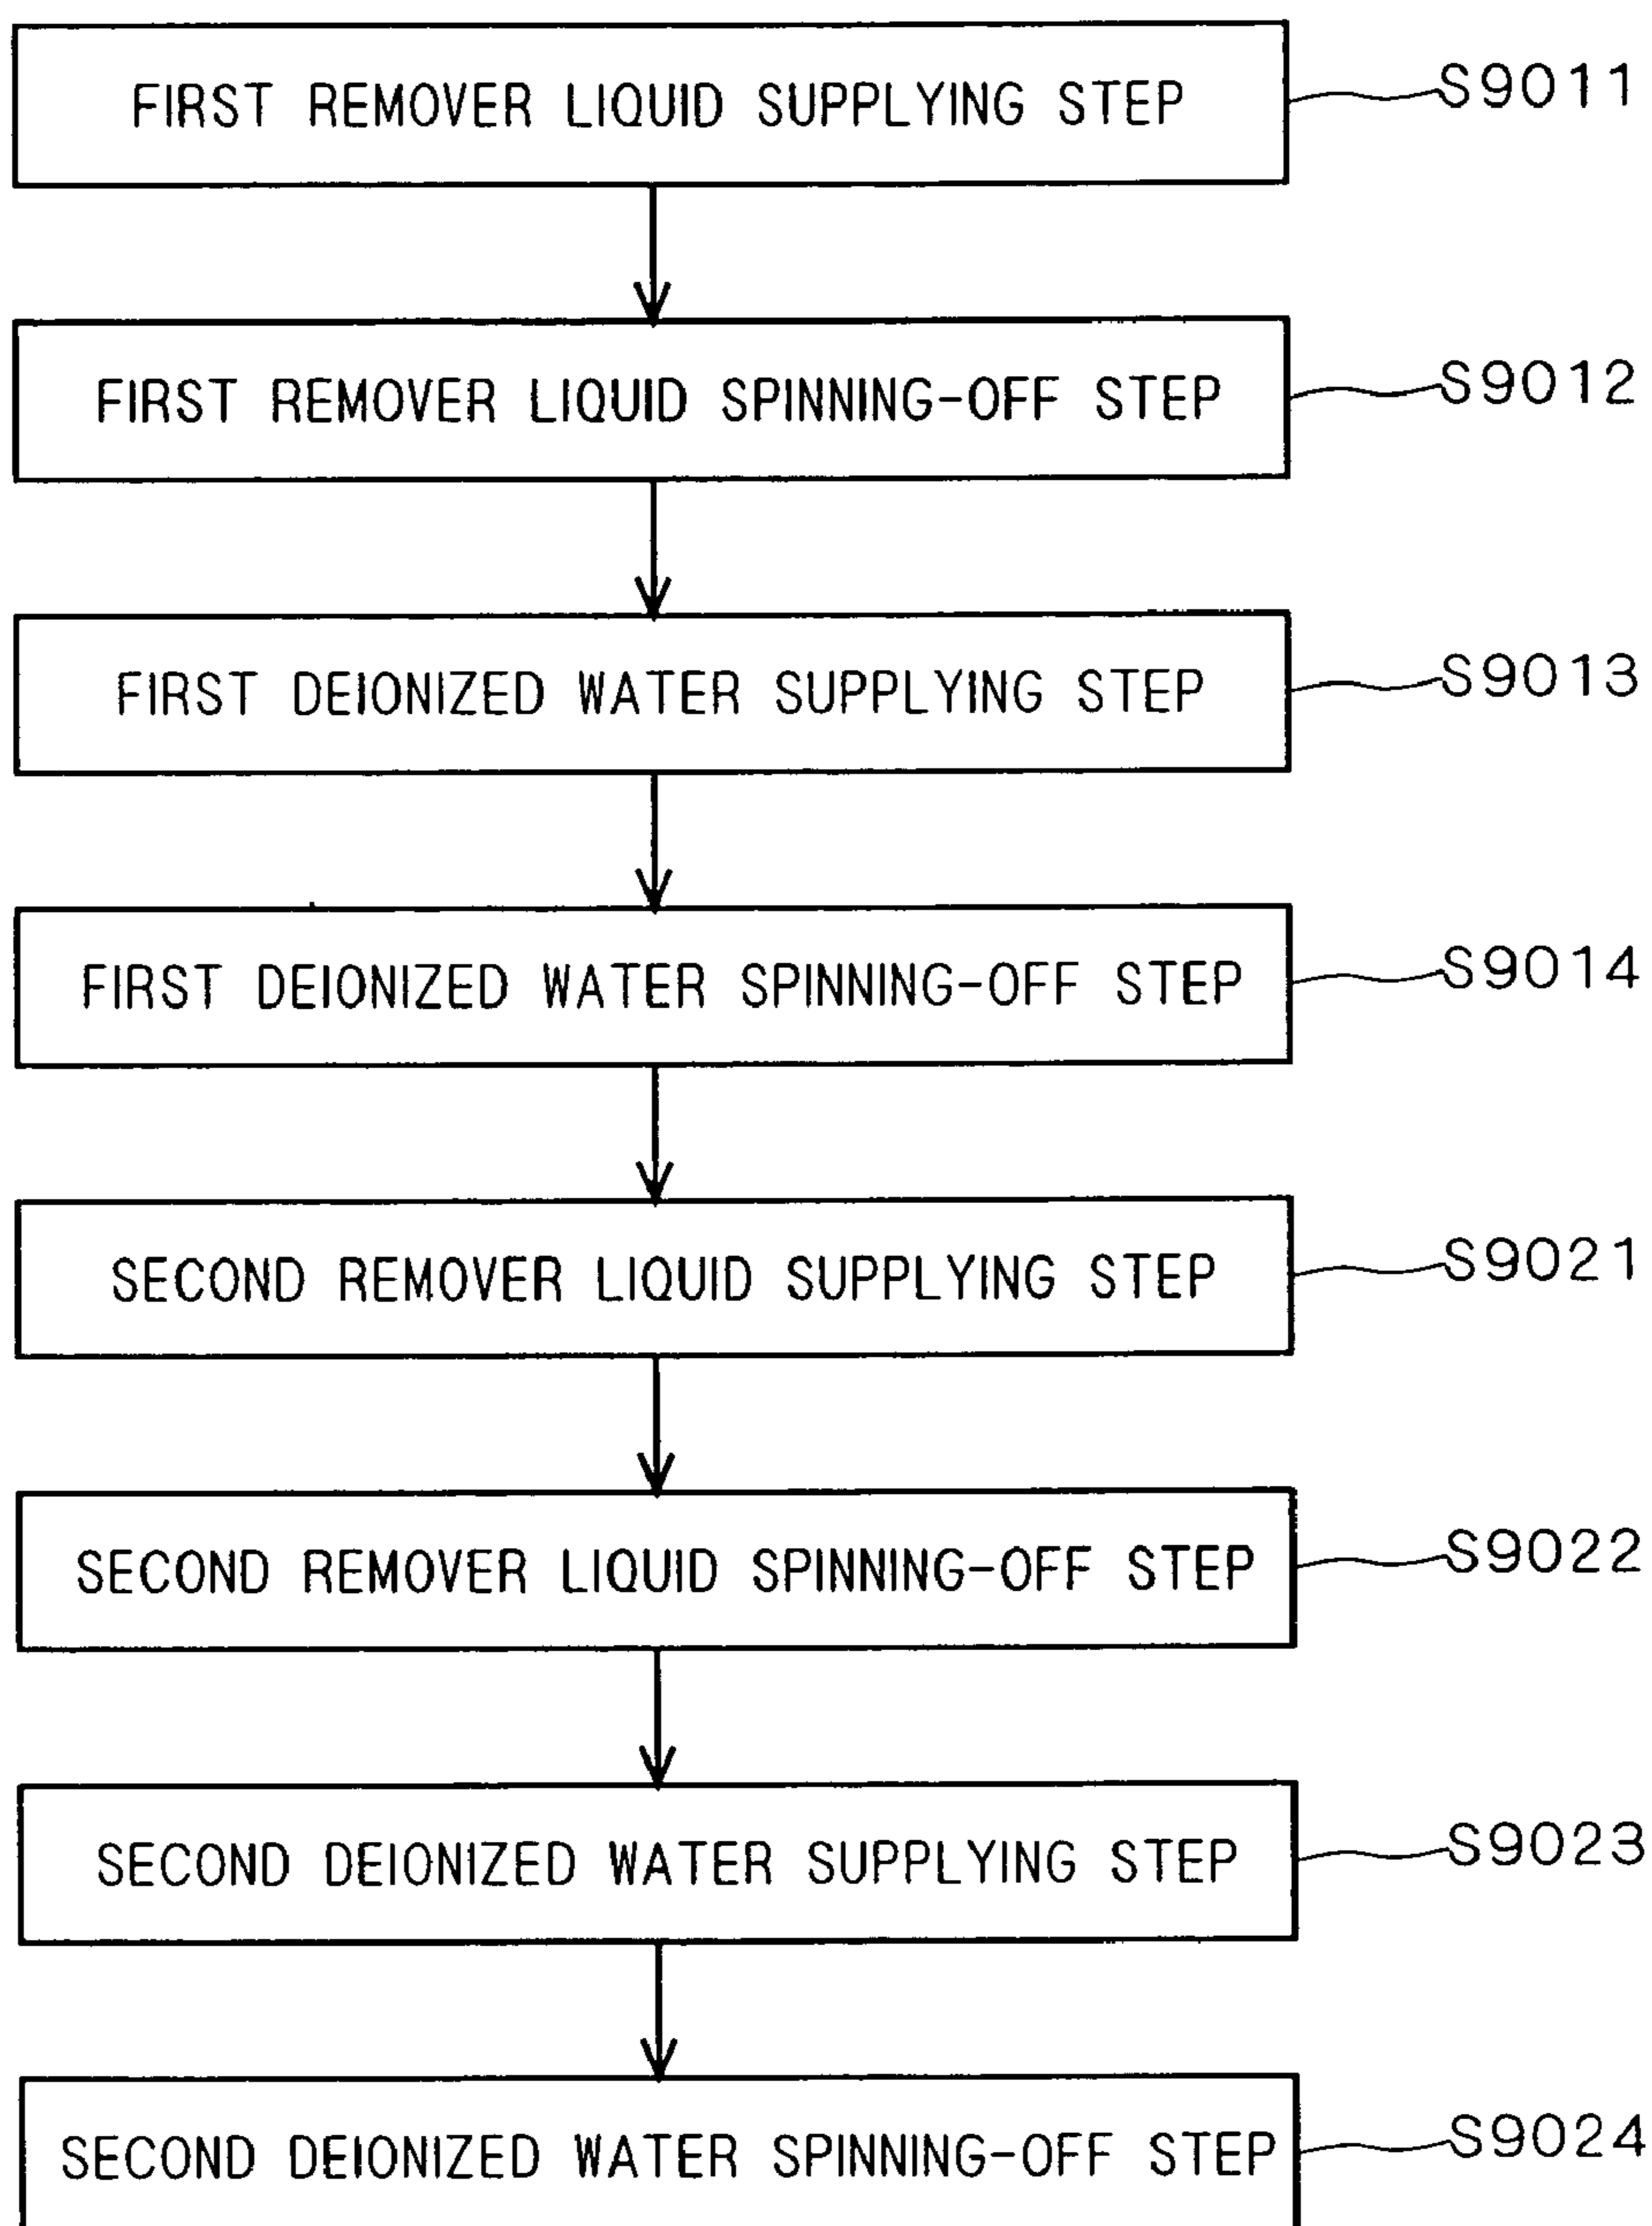 FIRST REMOVER LIQUID SUPPLYING STEP S9011
FIRST REMOVER LIQUID SPINNING-OFF STEP S9012
FIRST DEIONIZED WATER SUPPLYING STEP S9013
FIRST DEIONIZED WATER SPINNING-OFF STEP S9014
SECOND REMOVER LIQUID SUPPLYING STEP S9021
SECOND REMOVER LIQUID SPINNING-OFF STEP S9022
SECOND DEIONIZED WATER SUPPLYING STEP S9023
SECOND DEIONIZED WATER SPINNING-OFF STEP S9024